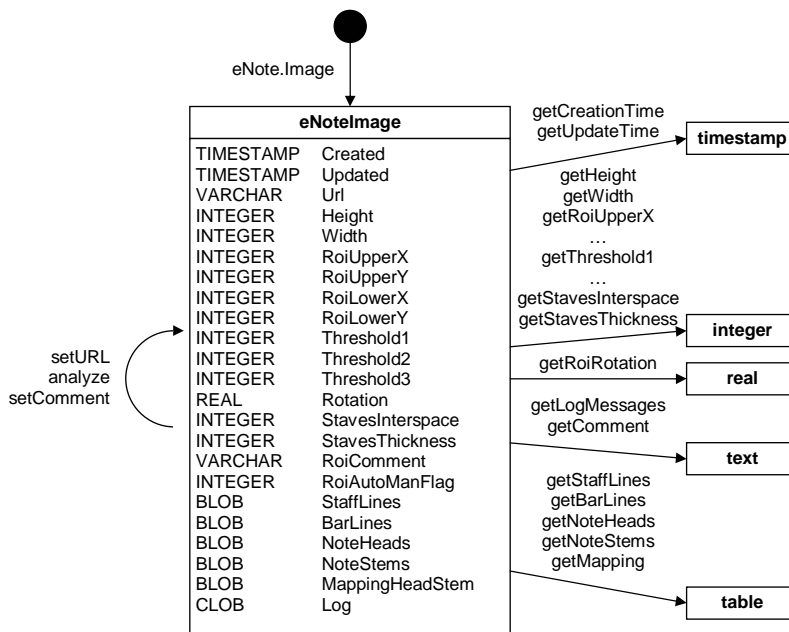 eNote.Image
eNoteImage
TIMESTAMP Created
TIMESTAMP Updated
VARCHAR Url
INTEGER Height
INTEGER Width
INTEGER RoiUpperX
INTEGER RoiUpperY
INTEGER RoiLowerX
INTEGER RoiLowerY
INTEGER Threshold1
INTEGER Threshold2
INTEGER Threshold3
REAL Rotation
INTEGER StavesInterspace
INTEGER StavesThickness
VARCHAR RoiComment
INTEGER RoiAutoManFlag
BLOB StaffLines
BLOB BarLines
BLOB NoteHeads
BLOB NoteStems
BLOB MappingHeadStem
CLOB Log
setURL
analyze
setComment
getCreationTime
getUpdateTime
timestamp
getHeight
getWidth
getRoiUpperX
...
getThreshold1
...
getStavesInterspace
getStavesThickness
integer
getRoiRotation
real
getLogMessages
getComment
text
getStaffLines
getBarLines
getNoteHeads
getNoteStems
getMapping
table